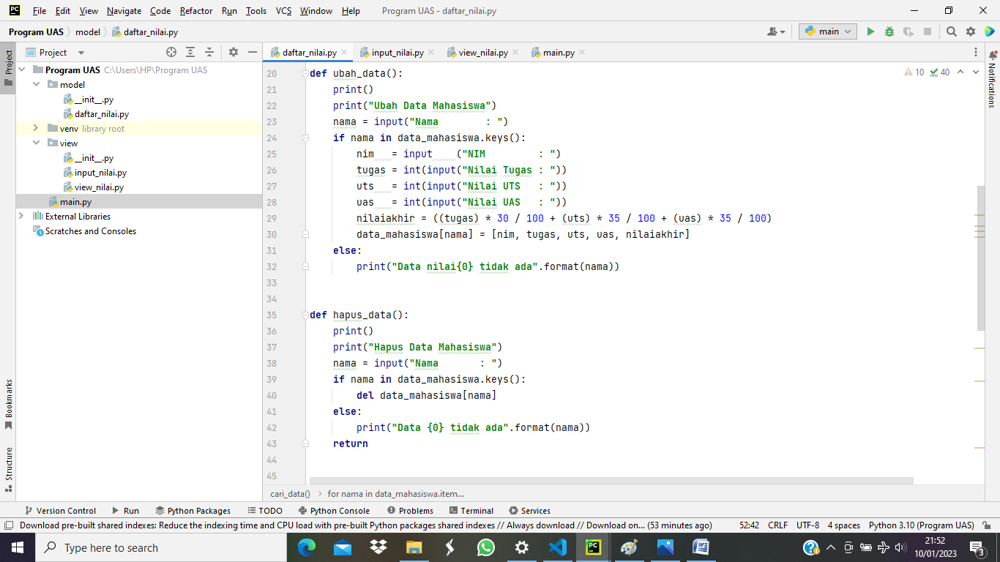 PC File Edit View Navigate Code Refactor Run Tools VCS Window Help Program UAS - daftar_nilai.py
Program UAS model daftar_nilai.py main
Project daftar_nilai.py input_nilai.py view_nilai.py main.py
Project
Program UAS C:\Users\HP\Program UAS
model
__init__.py
daftar_nilai.py
venv library root
view
__init__.py
input_nilai.py
view_nilai.py
main.py
External Libraries
Scratches and Consoles
Bookmarks
Structure
Notifications
10 40
20 def ubah_data():
21 print()
22 print("Ubah Data Mahasiswa")
23 nama = input("Nama        : ")
24 if nama in data_mahasiswa.keys():
25 nim   = input    ("NIM         : ")
26 tugas = int(input("Nilai Tugas : "))
27 uts   = int(input("Nilai UTS   : "))
28 uas   = int(input("Nilai UAS   : "))
29 nilaiakhir = ((tugas) * 30 / 100 + (uts) * 35 / 100 + (uas) * 35 / 100)
30 data_mahasiswa[nama] = [nim, tugas, uts, uas, nilaiakhir]
31 else:
32 print("Data nilai{0} tidak ada".format(nama))
33
34
35 def hapus_data():
36 print()
37 print("Hapus Data Mahasiswa")
38 nama = input("Nama       : ")
39 if nama in data_mahasiswa.keys():
40 del data_mahasiswa[nama]
41 else:
42 print("Data {0} tidak ada".format(nama))
43 return
44
45
cari_data() for nama in data_mahasiswa.item...
Version Control Run Python Packages TODO Python Console Problems Terminal Services
Download pre-built shared indexes: Reduce the indexing time and CPU load with pre-built Python packages shared indexes // Always download // Download on... (53 minutes ago) 52:42 CRLF UTF-8 4 spaces Python 3.10 (Program UAS)
Type here to search
PC
W
21:52
10/01/2023
3